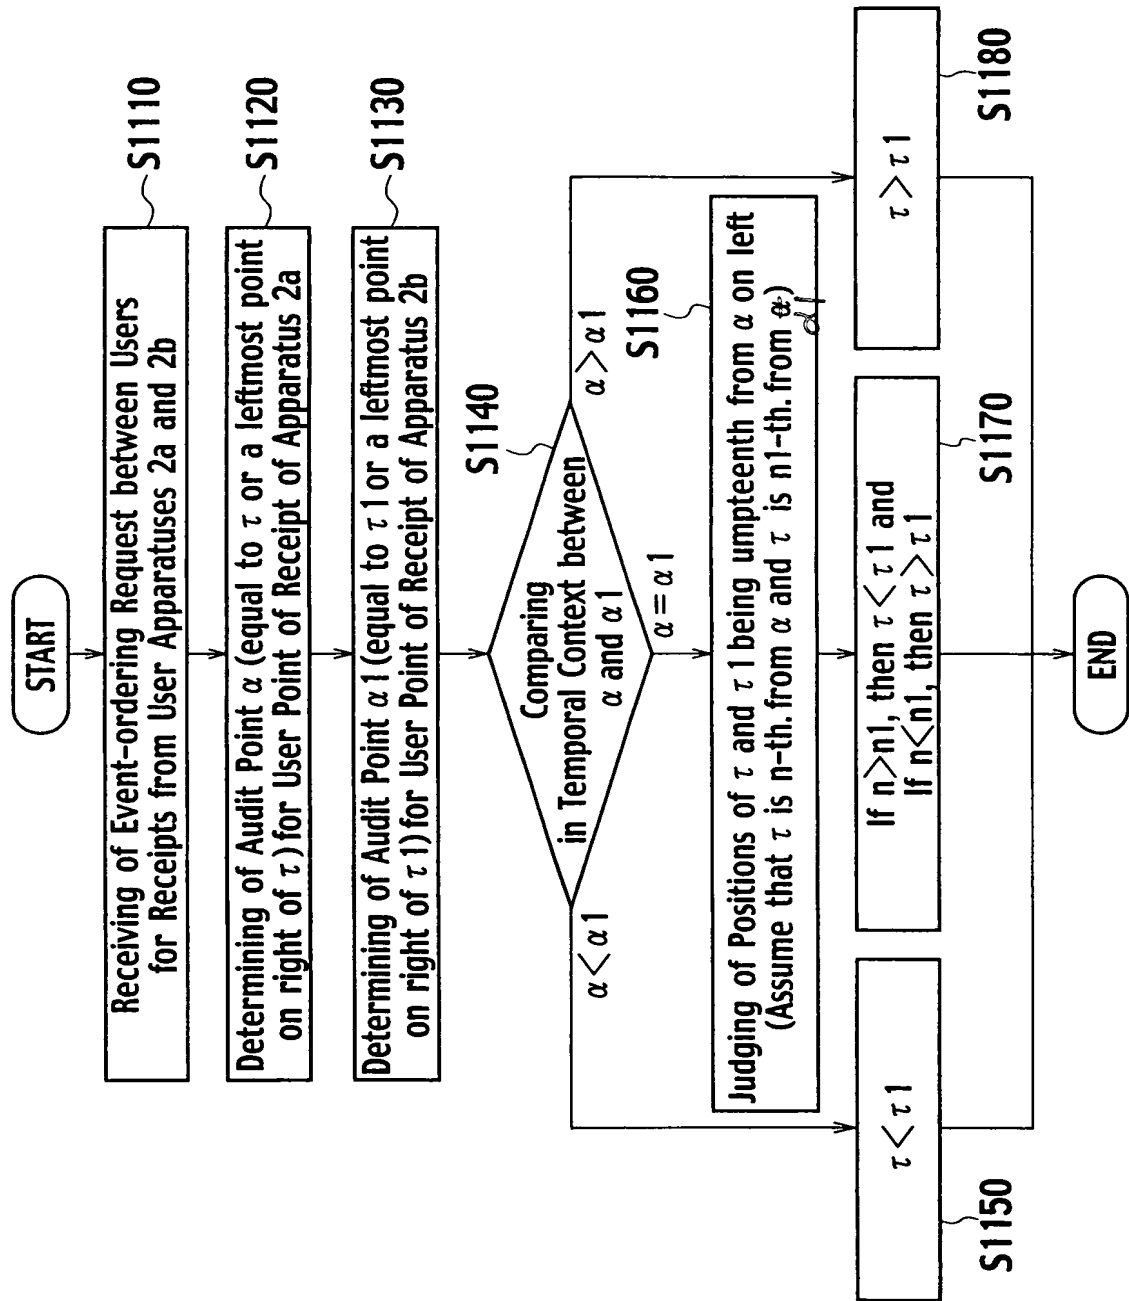 START
Receiving of Event-ordering Request between Users
for Receipts from User Apparatuses 2a and 2b
S1110
Determining of Audit Point α (equal to τ or a leftmost point
on right of τ) for User Point of Receipt of Apparatus 2a
S1120
Determining of Audit Point α1 (equal to τ1 or a leftmost point
on right of τ1) for User Point of Receipt of Apparatus 2b
S1130
S1140
Comparing
in Temporal Context between
α and α1
α<α1
α=α1
α>α1
S1160
Judging of Positions of τ and τ1 being umpteenth from α on left
(Assume that τ is n-th. from α and τ is n1-th. from α)
α1
τ<τ1
S1150
If n>n1, then τ<τ1 and
If n<n1, then τ>τ1
S1170
τ>τ1
S1180
END